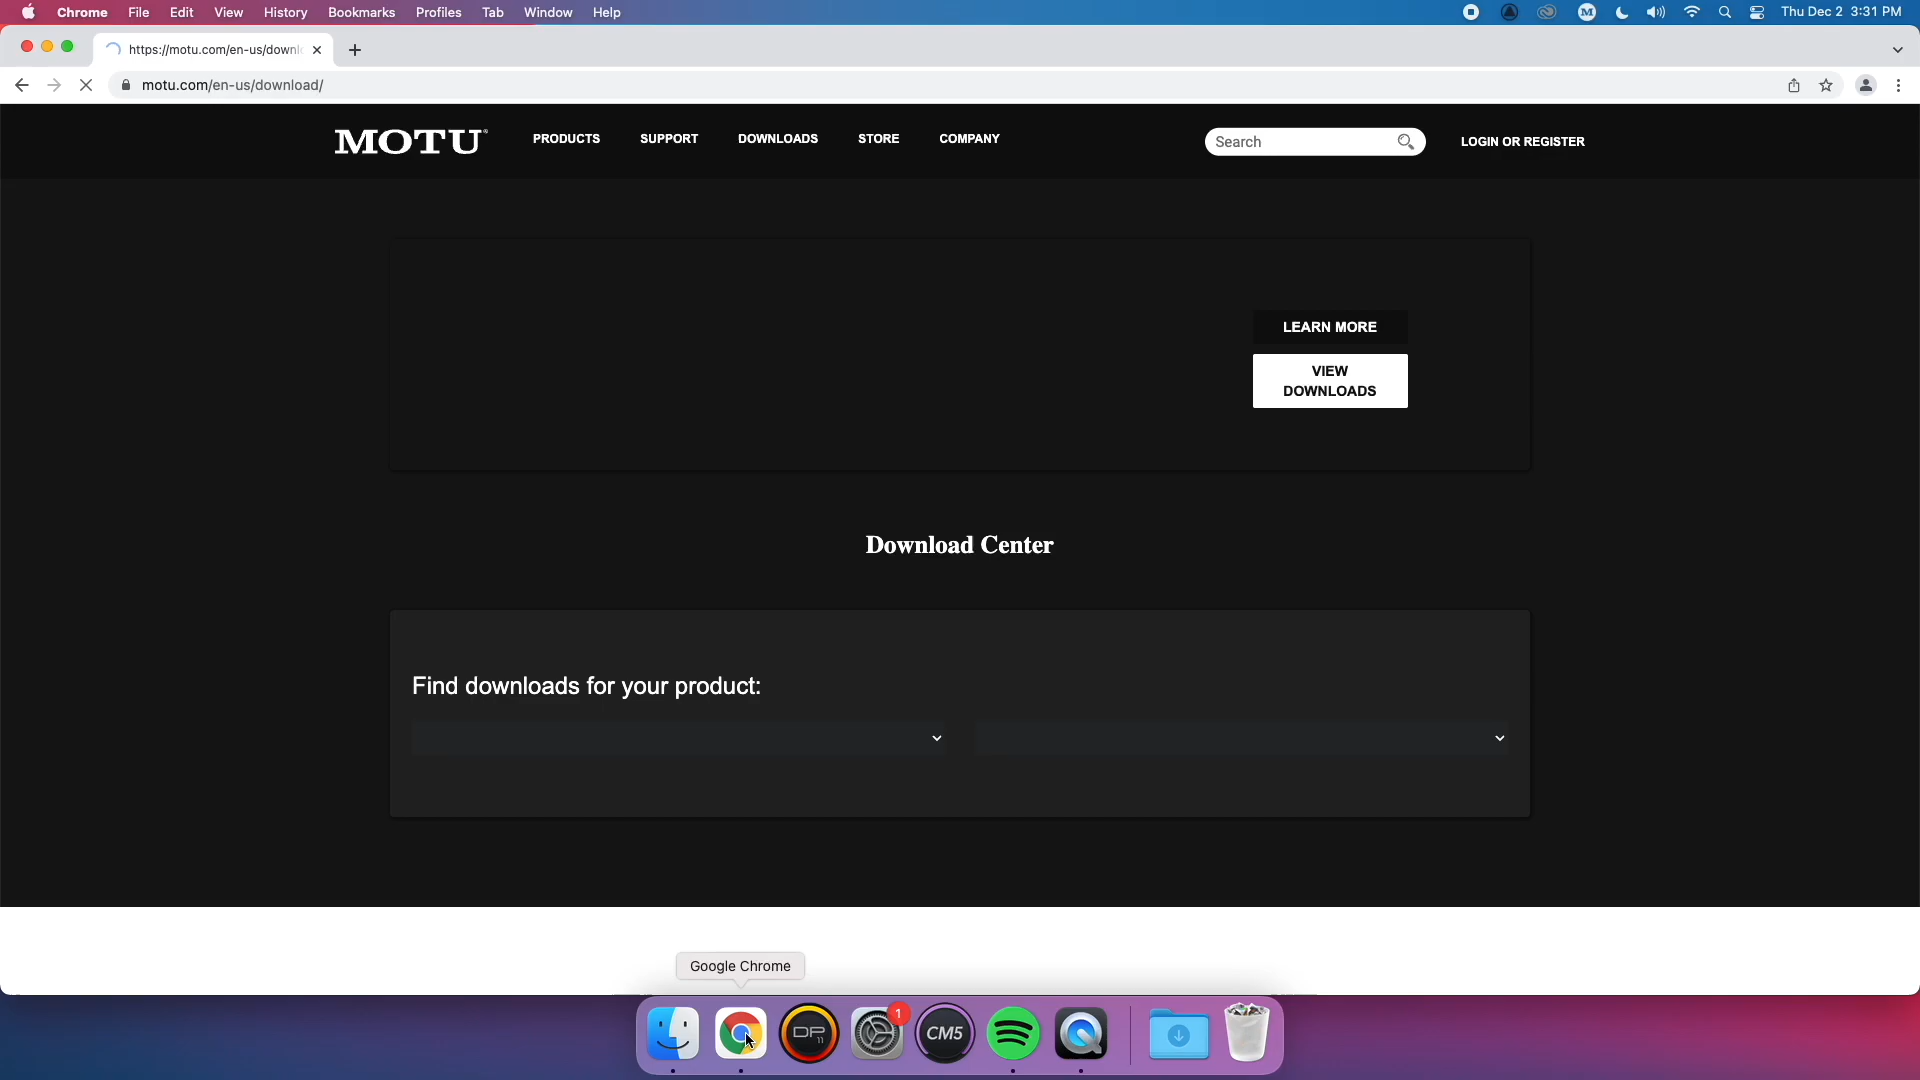 Chrome File Edit View History Bookmarks Profiles Tab Window Help Thu Dec 2 3:31 PM
https://motu.com/en-us/downl
motu.com/en-us/download/
MOTU PRODUCTS SUPPORT DOWNLOADS STORE COMPANY Search LOGIN OR REGISTER
LEARN MORE
VIEW
DOWNLOADS
Download Center
Find downloads for your product:
Google Chrome
1
DP
11
CM5